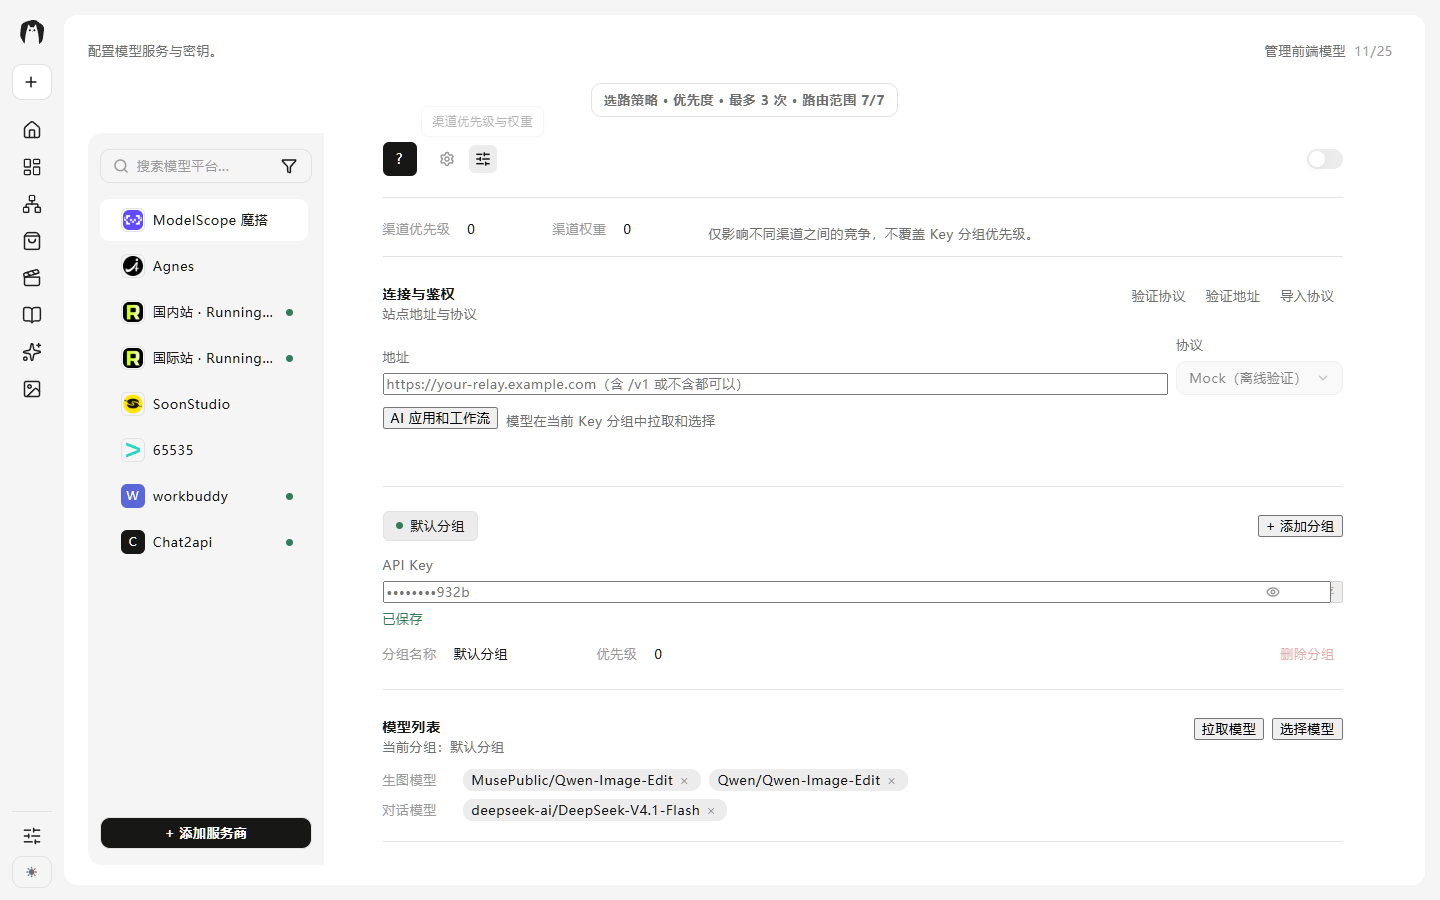 配置模型服务与密钥。
管理前端模型 11/25
选路策略 • 优先度 • 最多 3 次 • 路由范围 7/7
渠道优先级与权重
搜索模型平台...
?
ModelScope 魔搭
Agnes
国内站 · Running...
国际站 · Running...
SoonStudio
65535
W workbuddy
C Chat2api
+ 添加服务商
渠道优先级 0 渠道权重 0 仅影响不同渠道之间的竞争，不覆盖 Key 分组优先级。
连接与鉴权
站点地址与协议
验证协议 验证地址 导入协议
地址
协议
https://your-relay.example.com（含 /v1 或不含都可以）
Mock（离线验证）
AI 应用和工作流 模型在当前 Key 分组中拉取和选择
默认分组
+ 添加分组
API Key
••••••••932b
已保存
分组名称 默认分组 优先级 0 删除分组
模型列表
当前分组：默认分组
拉取模型 选择模型
生图模型 MusePublic/Qwen-Image-Edit × Qwen/Qwen-Image-Edit ×
对话模型 deepseek-ai/DeepSeek-V4.1-Flash ×